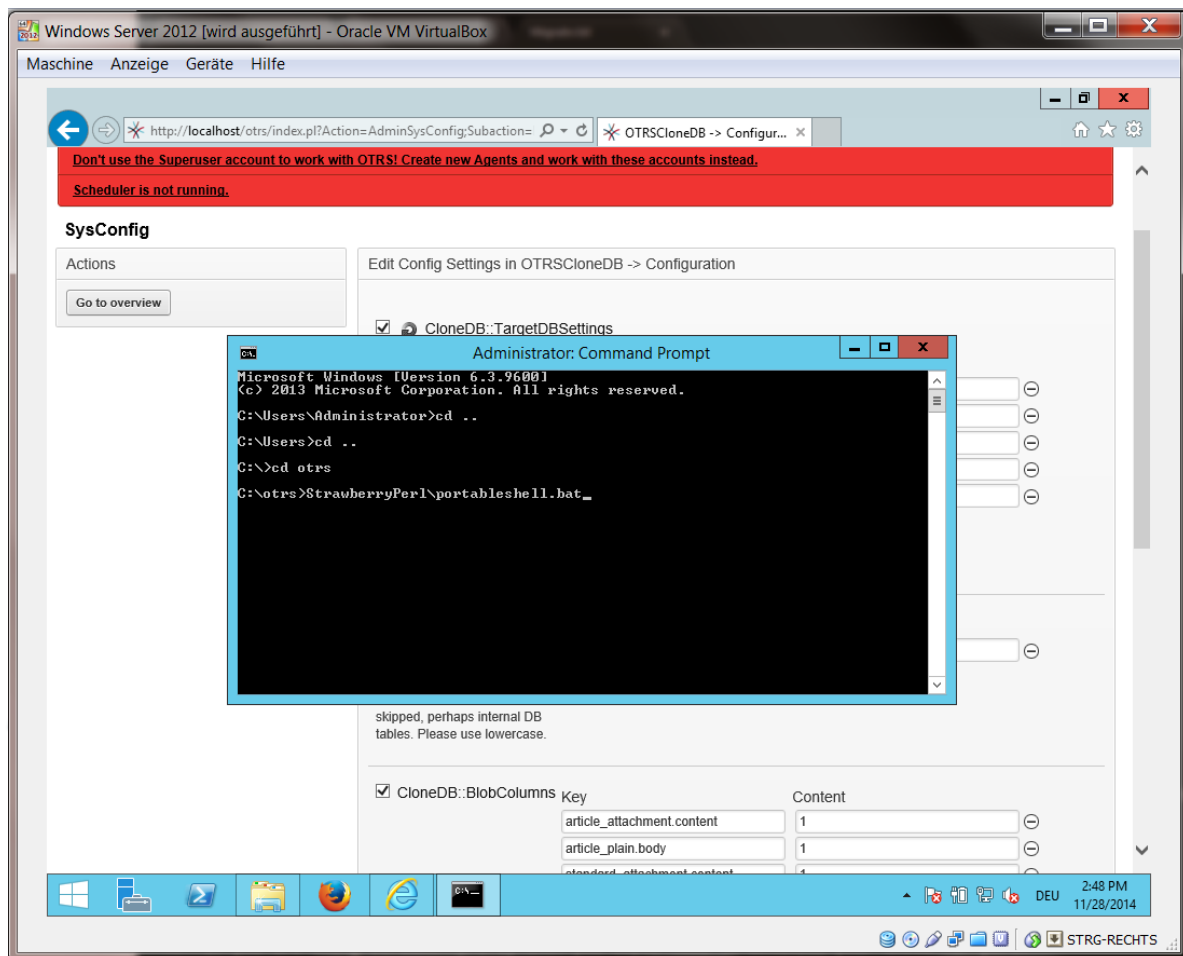 Windows Server 2012 [wird ausgeführt] - Oracle VM VirtualBox
Maschine Anzeige Geräte Hilfe
http://localhost/otrs/index.pl?Action=AdminSysConfig;Subaction=
OTRSCloneDB -> Configur...
Don't use the Superuser account to work with OTRS! Create new Agents and work with these accounts instead.
Scheduler is not running.
SysConfig
Actions
Go to overview
Edit Config Settings in OTRSCloneDB -> Configuration
CloneDB::TargetDBSettings
Administrator: Command Prompt
Microsoft Windows [Version 6.3.9600]
(c) 2013 Microsoft Corporation. All rights reserved.
C:\Users\Administrator>cd ..
C:\Users>cd ..
C:\>cd otrs
C:\otrs>StrawberryPerl\portableshell.bat_
skipped, perhaps internal DB
tables. Please use lowercase.
CloneDB::BlobColumns
Key Content
article_attachment.content 1
article_plain.body 1
standard_attachment.content 1
DEU
2:48 PM
11/28/2014
STRG-RECHTS